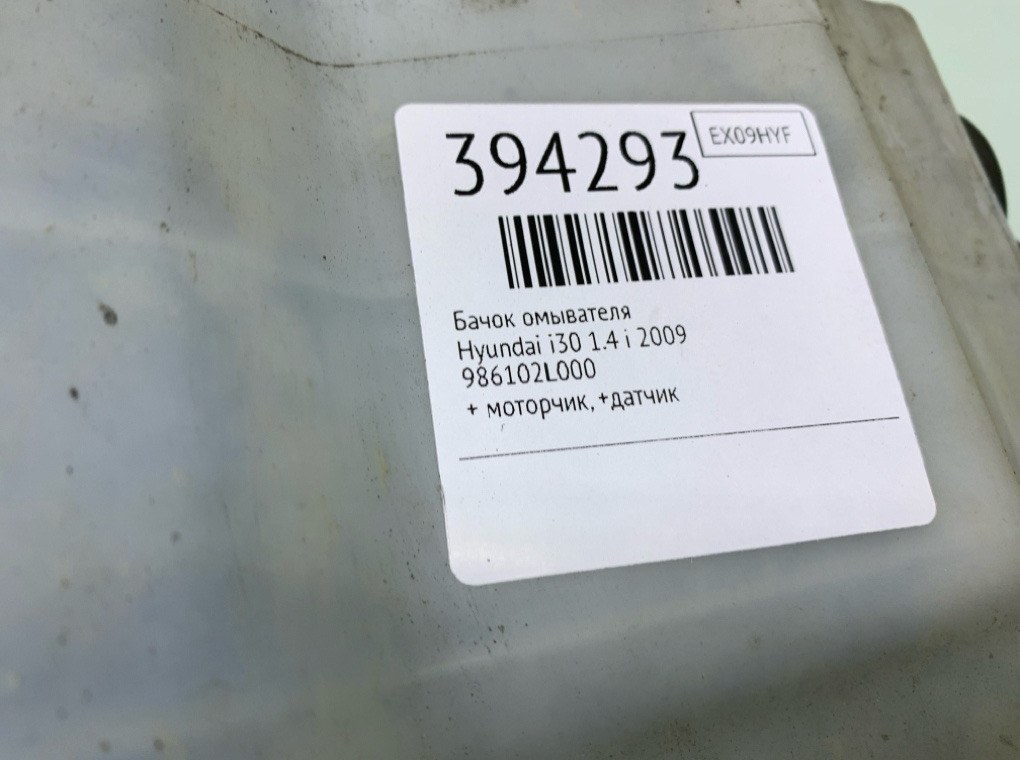 394293
EX09HYF
Бачок омывателя
Hyundai i30 1.4 i 2009
986102L000
+ моторчик, +датчик